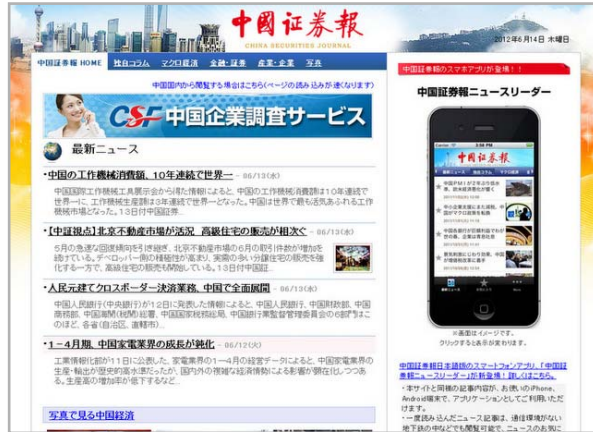 中國证券報
CHINA SECURITIES JOURNAL
2012年6月14日 木曜日
中国証券報 HOME 独自コラム マクロ経済 金融・証券 産業・企業 写真
中国国内から閲覧する場合はこちら(ページの読み込みが速くなります)
CSF 中国企業調査サービス
最新ニュース
・中国の工作機械消費額、10年連続で世界一 - 06/13(水)
中国国際工作機械工具展示会から得た情報によると、中国の工作機械消費額は10年連続で
世界一に、工作機械生産額は3年連続で世界一となった。中国は世界で最も活気あふれる工作
機械市場となった。13日付中国証券...
・【中証視点】北京不動産市場が活況 高級住宅の販売が相次ぐ - 06/13(水)
5月の急速な回復傾向を引き継ぎ、北京不動産市場の6月の取引件数が増加を
続けている。デベロッパー側の積極性が高まり、実需の多い分譲住宅の販売を強
化する一方で、高級住宅の販売も開始している。13日付中国証...
・人民元建てクロスボーダー決済業務、中国で全面展開 - 06/13(水)
中国人民銀行(中央銀行)が12日に発表した情報によると、中国人民銀行、中国財政部、中国
商務部、中国海関(税関)総署、中国国家税務総局、中国銀行業監督管理委員会の6部門はこ
のほど、各省(自治区、直轄市)...
・1-4月期、中国家電業界の成長が鈍化 - 06/12(火)
工業情報化部が11日に公表した、家電業界の1-4月の経営データによると、中国家電業界の
生産・輸出が歴史的高水準だったが、国内外の複雑な経済情勢による影響が顕在化しつつあ
る。生産高の増加率が低下するなど...
写真で見る中国経済
中国証券報のスマホアプリが登場!!
中国証券報ニュースリーダー
3:56 PM
中國证券報
※画面はイメージです。
クリックすると表示が変わります。
中国証券報日本語版のスマートフォンアプリ、「中国証
券報ニュースリーダー」が新登場!詳しくはこちら。
・本サイトと同様の記事内容が、お使いのiPhone、
Android端末で、アプリケーションとしてご利用いただ
けます。
・一度読み込んだニュース記事は、通信環境がない
地下鉄の中などでも閲覧可能で、ニュースのお気に